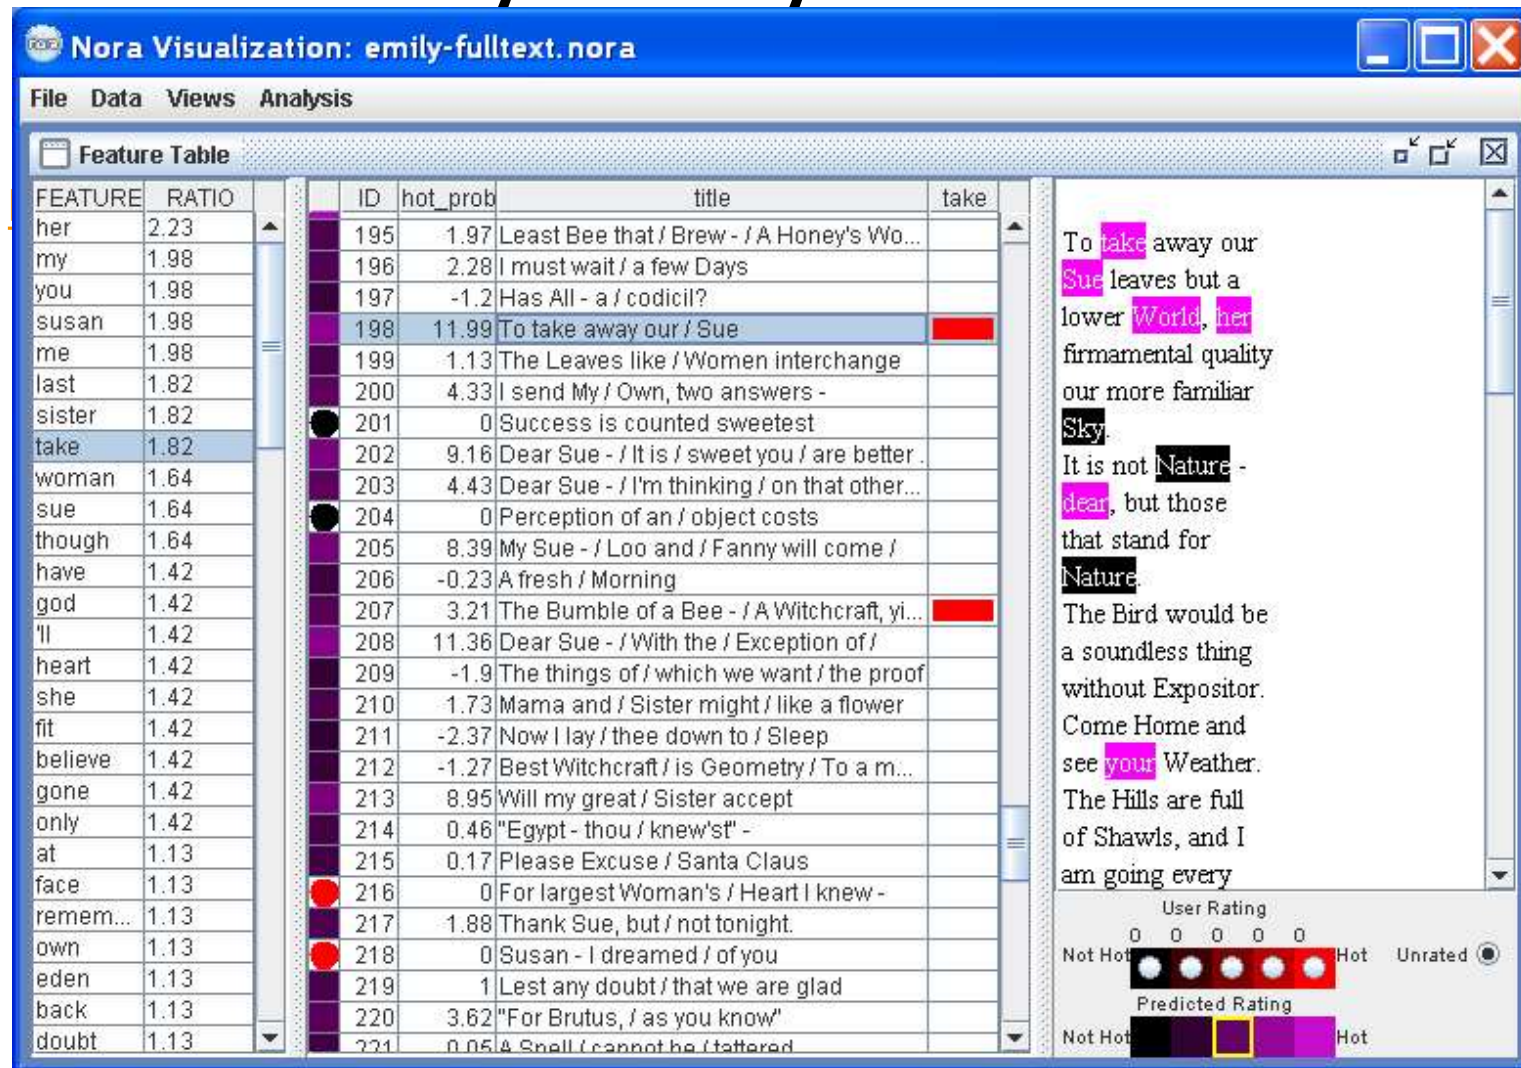 Nora Visualization: emily-fulltext.nora
File Data Views Analysis
Feature Table
FEATURE RATIO
her 2.23
my 1.98
you 1.98
susan 1.98
me 1.98
last 1.82
sister 1.82
take 1.82
woman 1.64
sue 1.64
though 1.64
have 1.42
god 1.42
'll 1.42
heart 1.42
she 1.42
fit 1.42
believe 1.42
gone 1.42
only 1.42
at 1.13
face 1.13
remem... 1.13
own 1.13
eden 1.13
back 1.13
doubt 1.13
ID hot_prob title take
195 1.97 Least Bee that / Brew - / A Honey's Wo...
196 2.28 I must wait / a few Days
197 -1.2 Has All - a / codicil?
198 11.99 To take away our / Sue
199 1.13 The Leaves like / Women interchange
200 4.33 I send My / Own, two answers -
201 0 Success is counted sweetest
202 9.16 Dear Sue - / It is / sweet you / are better .
203 4.43 Dear Sue - / I'm thinking / on that other...
204 0 Perception of an / object costs
205 8.39 My Sue - / Loo and / Fanny will come /
206 -0.23 A fresh / Morning
207 3.21 The Bumble of a Bee - / A Witchcraft, yi...
208 11.36 Dear Sue - / With the / Exception of /
209 -1.9 The things of / which we want / the proof
210 1.73 Mama and / Sister might / like a flower
211 -2.37 Now I lay / thee down to / Sleep
212 -1.27 Best Witchcraft / is Geometry / To a m...
213 8.95 Will my great / Sister accept
214 0.46 "Egypt - thou / knew'st" -
215 0.17 Please Excuse / Santa Claus
216 0 For largest Woman's / Heart I knew -
217 1.88 Thank Sue, but / not tonight.
218 0 Susan - I dreamed / of you
219 1 Lest any doubt / that we are glad
220 3.62 "For Brutus, / as you know"
221 0.05 A Spell / cannot be / tattered
To take away our
Sue leaves but a
lower World, her
firmamental quality
our more familiar
Sky.
It is not Nature -
dear, but those
that stand for
Nature.
The Bird would be
a soundless thing
without Expositor.
Come Home and
see your Weather.
The Hills are full
of Shawls, and I
am going every
User Rating
0 0 0 0 0
Not Hot Hot Unrated
Predicted Rating
Not Hot Hot